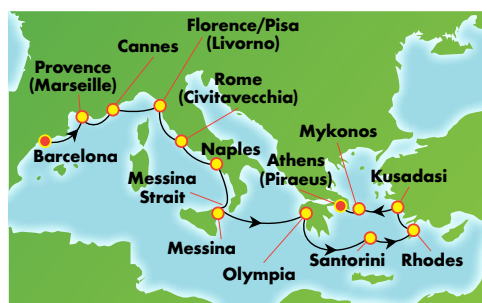 Florence/Pisa
(Livorno)
Cannes
Provence
(Marseille)
Rome
(Civitavecchia)
Mykonos
Barcelona
Naples
Athens
(Piraeus)
Kusadasi
Messina
Strait
Messina
Olympia
Santorini
Rhodes